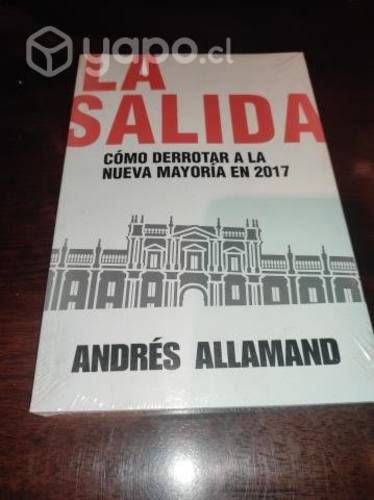 yapo.cl
LA
SALIDA
CÓMO DERROTAR A LA
NUEVA MAYORÍA EN 2017
ANDRÉS ALLAMAND